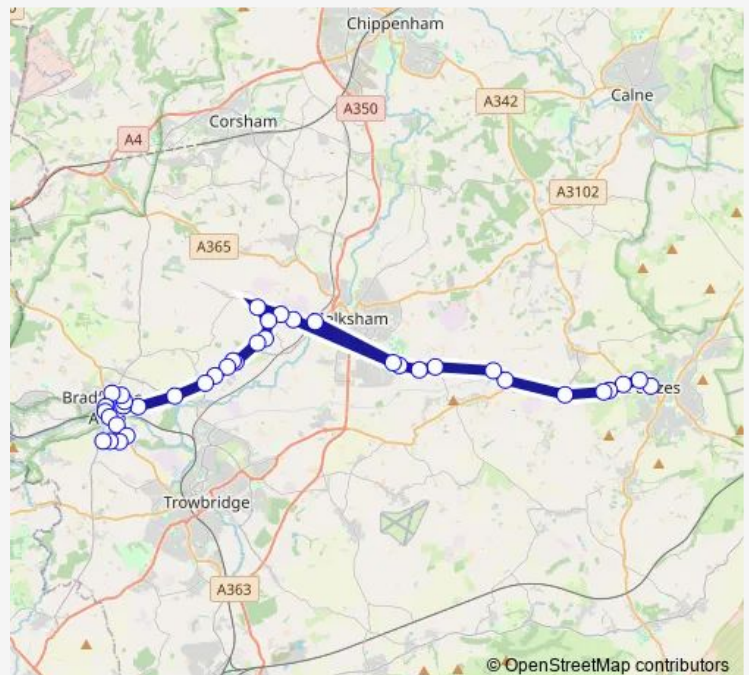 Chippenham
A350
A342
Calne
Corsham
A4
A3102
A365
Trowbridge
A363
© OpenStreetMap contributors